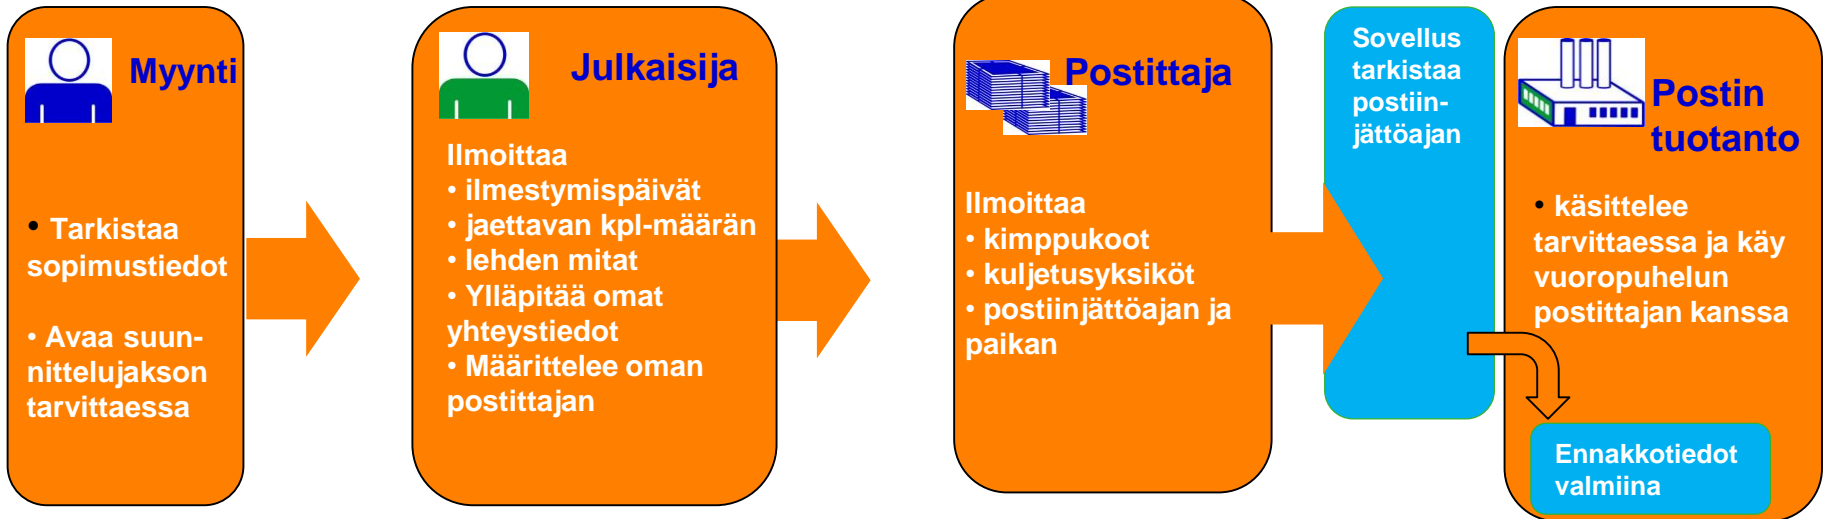 Myynti
• Tarkistaa
sopimustiedot
• Avaa suun-
nittelujakson
tarvittaessa
Julkaisija
Ilmoittaa
• ilmestymispäivät
• jaettavan kpl-määrän
• lehden mitat
• Ylläpitää omat
yhteystiedot
• Määrittelee oman
postittajan
Postittaja
Ilmoittaa
• kimppukoot
• kuljetusyksiköt
• postiinjättöajan ja
paikan
Sovellus
tarkistaa
postiin-
jättöajan
Postin
tuotanto
• käsittelee
tarvittaessa ja käy
vuoropuhelun
postittajan kanssa
Ennakkotiedot
valmiina